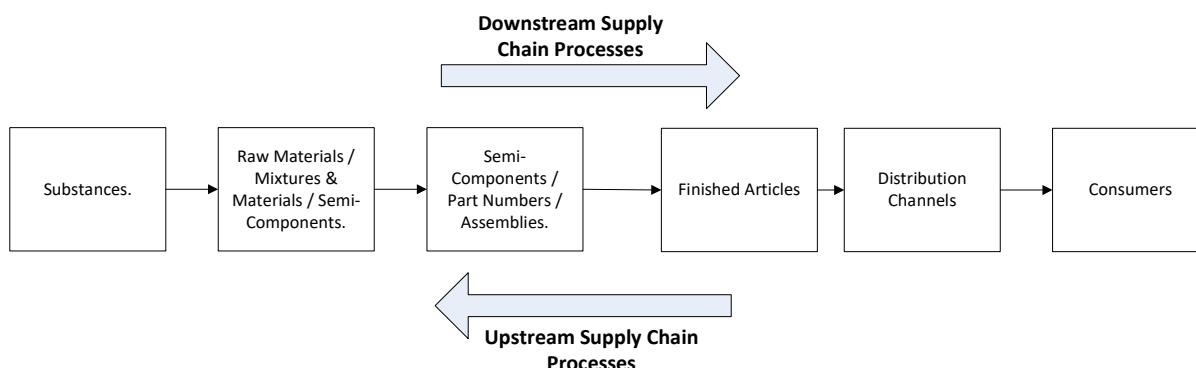 Downstream Supply
Chain Processes
Substances.
Raw Materials /
Mixtures &
Materials / Semi-
Components.
Semi-
Components /
Part Numbers /
Assemblies.
Finished Articles
Distribution
Channels
Consumers
Upstream Supply Chain
Processes